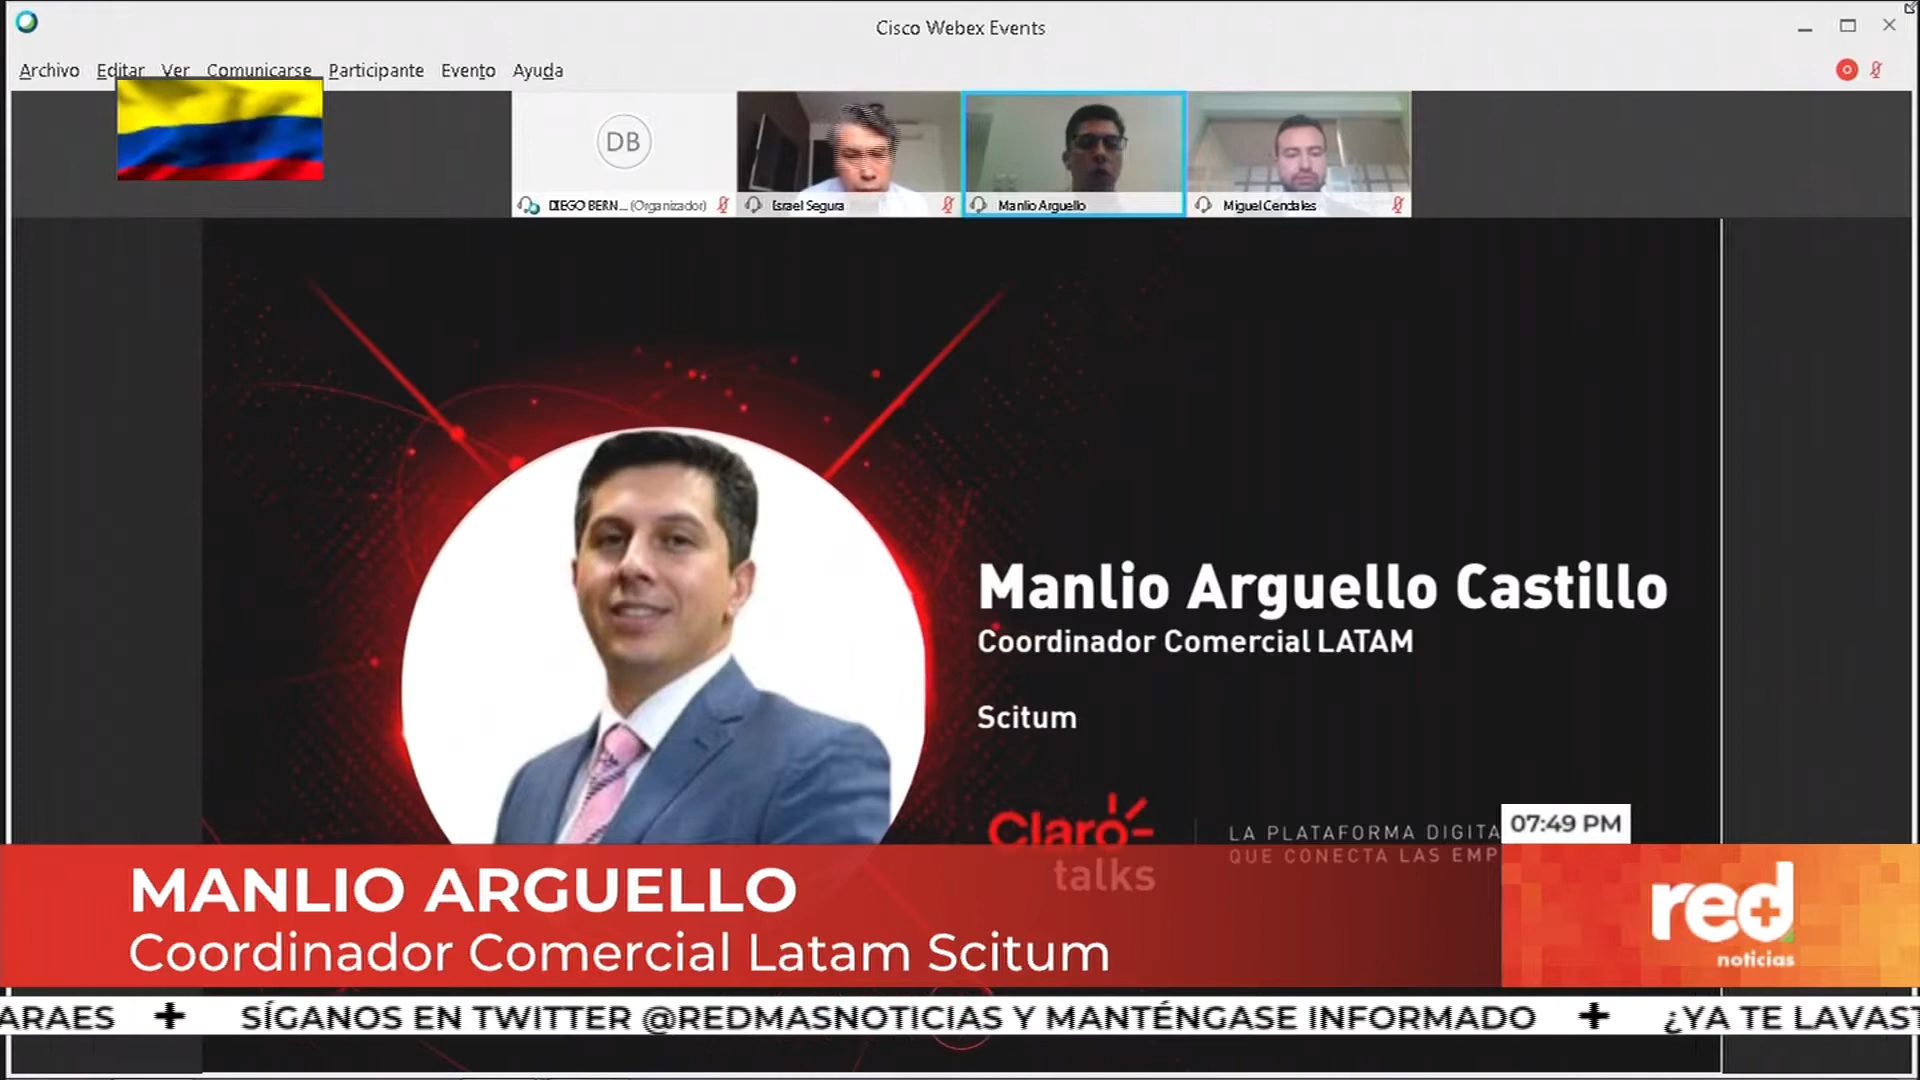 Cisco Webex Events
Archivo Editar Ver Comunicarse Participante Evento Ayuda
DB
DIEGO BERN... (Organizador)
Israel Segura
Manlio Arguello
Miguel Cendales
Manlio Arguello Castillo
Coordinador Comercial LATAM
Scitum
Claro-
talks
LA PLATAFORMA DIGITA
QUE CONECTA LAS EMP
07:49 PM
MANLIO ARGUELLO
Coordinador Comercial Latam Scitum
red+
noticias
ARAES + SÍGANOS EN TWITTER @REDMASNOTICIAS Y MANTÉNGASE INFORMADO + ¿YA TE LAVAST